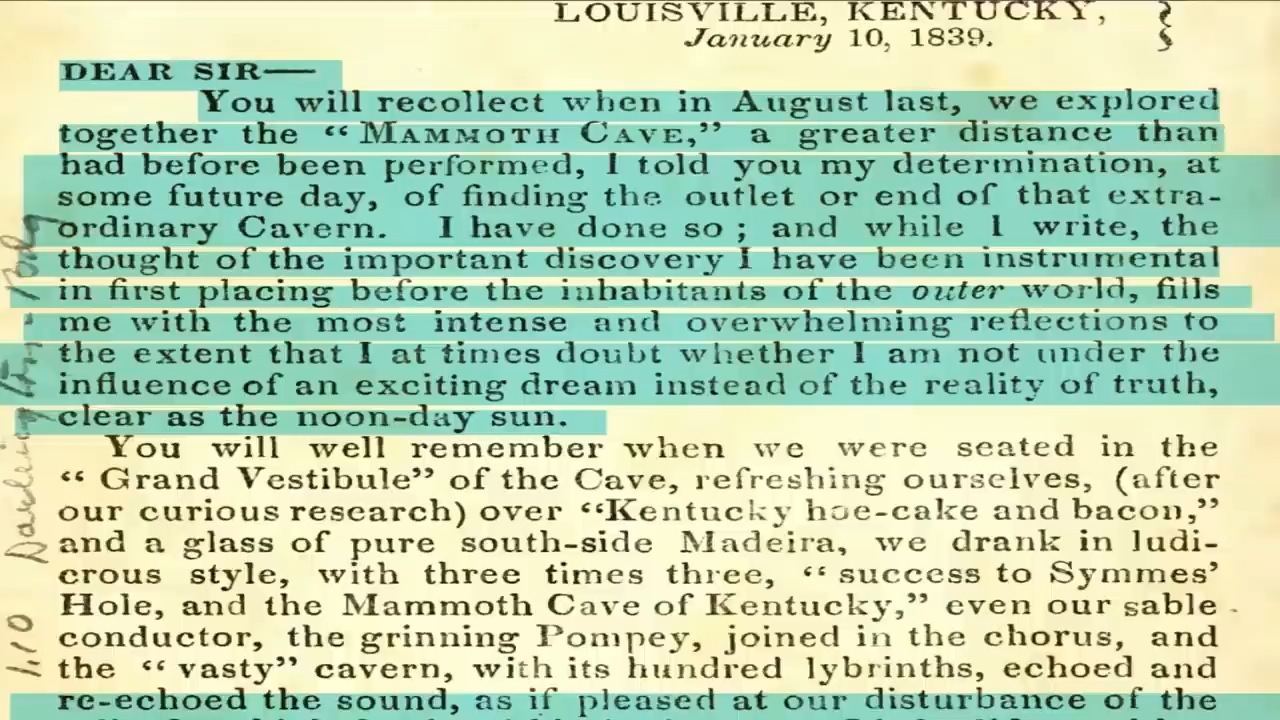 LOUISVILLE, KENTUCKY,
January 10, 1839.
DEAR SIR—
You will recollect when in August last, we explored
together the “ MAMMOTH CAVE,” a greater distance than
had before been performed, I told you my determination, at
some future day, of finding the outlet or end of that extra-
ordinary Cavern. I have done so ; and while I write, the
thought of the important discovery I have been instrumental
in first placing before the inhabitants of the outer world, fills
me with the most intense and overwhelming reflections to
the extent that I at times doubt whether I am not under the
influence of an exciting dream instead of the reality of truth,
clear as the noon-day sun.
You will well remember when we were seated in the
“ Grand Vestibule” of the Cave, refreshing ourselves, (after
our curious research) over “Kentucky hoe-cake and bacon,”
and a glass of pure south-side Madeira, we drank in ludi-
crous style, with three times three, “ success to Symmes’
Hole, and the Mammoth Cave of Kentucky,” even our sable
conductor, the grinning Pompey, joined in the chorus, and
the “ vasty” cavern, with its hundred lybrinths, echoed and
re-echoed the sound, as if pleased at our disturbance of the